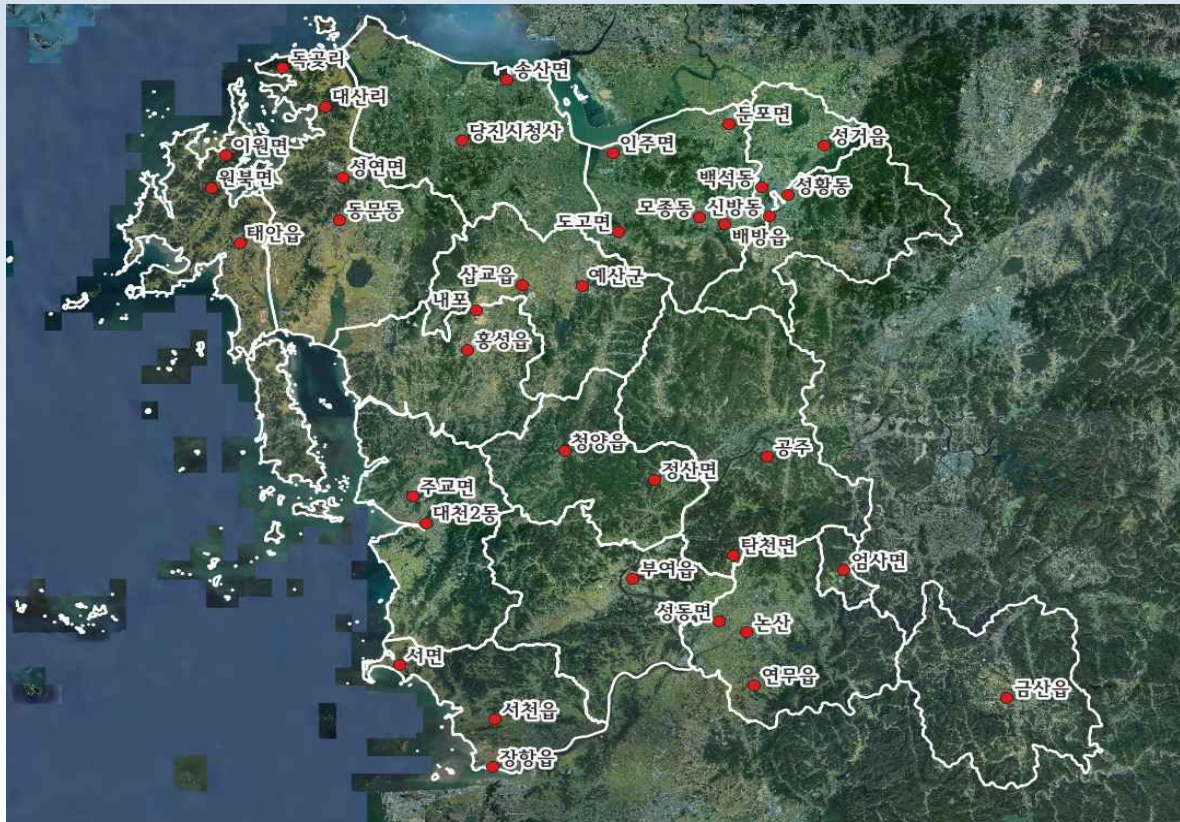 독곶리
송산면
대산리
둔포면
당진시청사
성거읍
인주면
이원면
성연면
원북면
백석동
성황동
동문동
모종동
신방동
도고면
배방읍
태안읍
삽교읍
예산군
내포
홍성읍
청양읍
공주
정산면
주교면
대천2동
탄천면
엄사면
부여읍
성동면
논산
서면
연무읍
금산읍
서천읍
장항읍